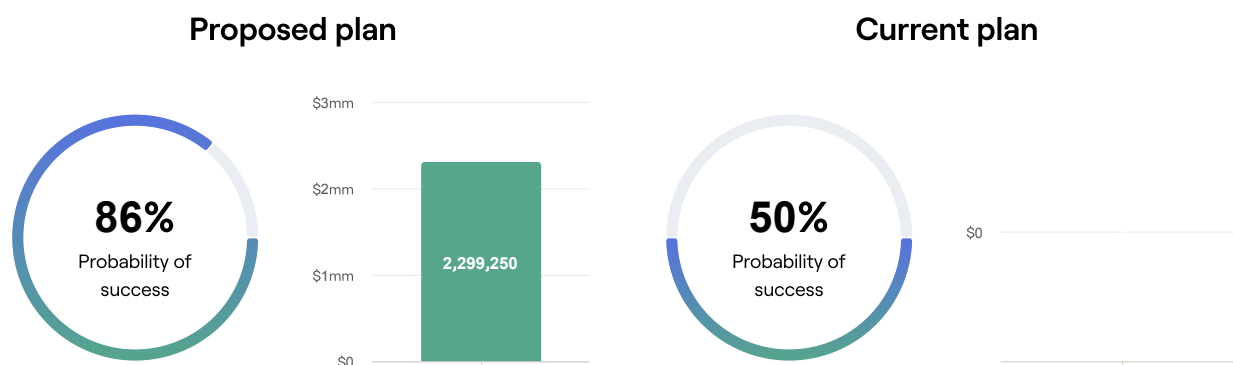 Proposed plan
86%
Probability of
success
$3mm
$2mm
$1mm
$0
2,299,250
Current plan
50%
Probability of
success
$0